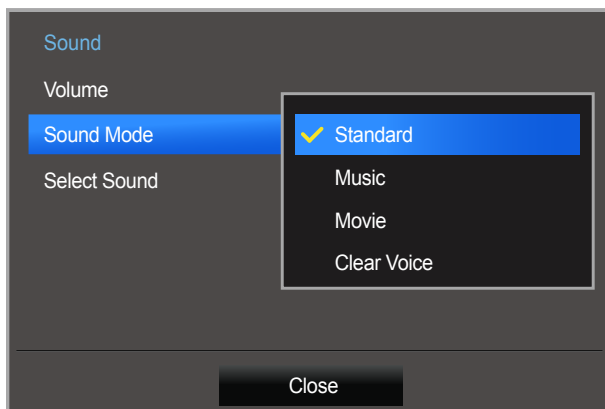 Sound
Volume
Sound Mode
Standard
Select Sound
Music
Movie
Clear Voice
Close